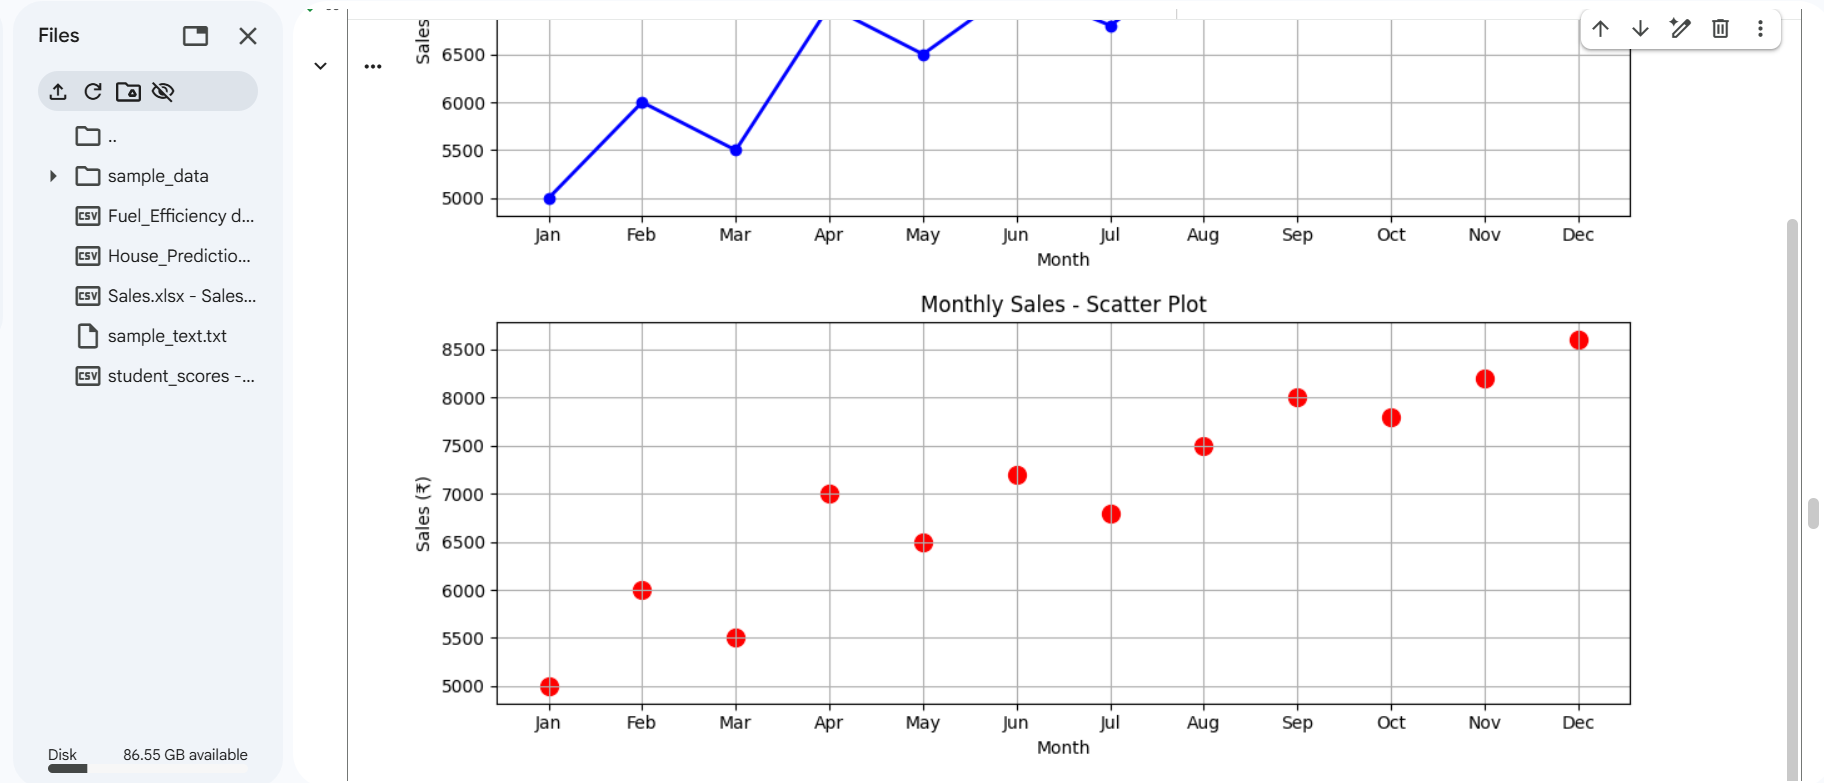 Files
..
sample_data
Fuel_Efficiency d...
House_Predictio...
Sales.xlsx - Sales...
sample_text.txt
student_scores -...
Disk 86.55 GB available
Sales
6500
6000
5500
5000
Jan Feb Mar Apr May Jun Jul Aug Sep Oct Nov Dec
Month
Monthly Sales - Scatter Plot
Sales (₹)
8500
8000
7500
7000
6500
6000
5500
5000
Jan Feb Mar Apr May Jun Jul Aug Sep Oct Nov Dec
Month